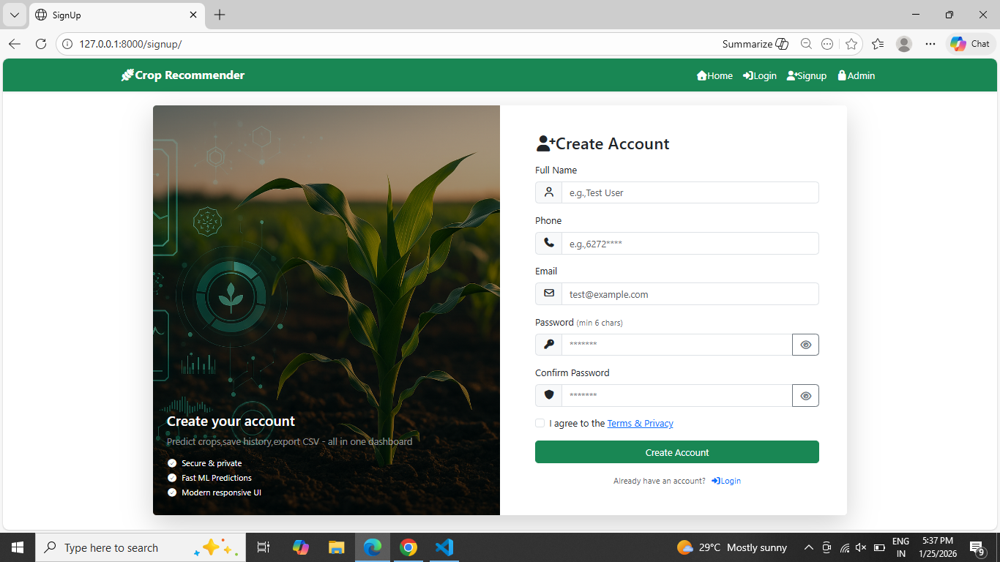 SignUp
127.0.0.1:8000/signup/
Summarize
Chat
Crop Recommender
Home Login Signup Admin
Create Account
Full Name
e.g.,Test User
Phone
e.g.,6272****
Email
test@example.com
Password (min 6 chars)
*******
Confirm Password
*******
I agree to the Terms & Privacy
Create Account
Already have an account? Login
Create your account
Predict crops,save history,export CSV - all in one dashboard
Secure & private
Fast ML Predictions
Modern responsive UI
Type here to search
29°C Mostly sunny
ENG
IN
5:37 PM
1/25/2026
9